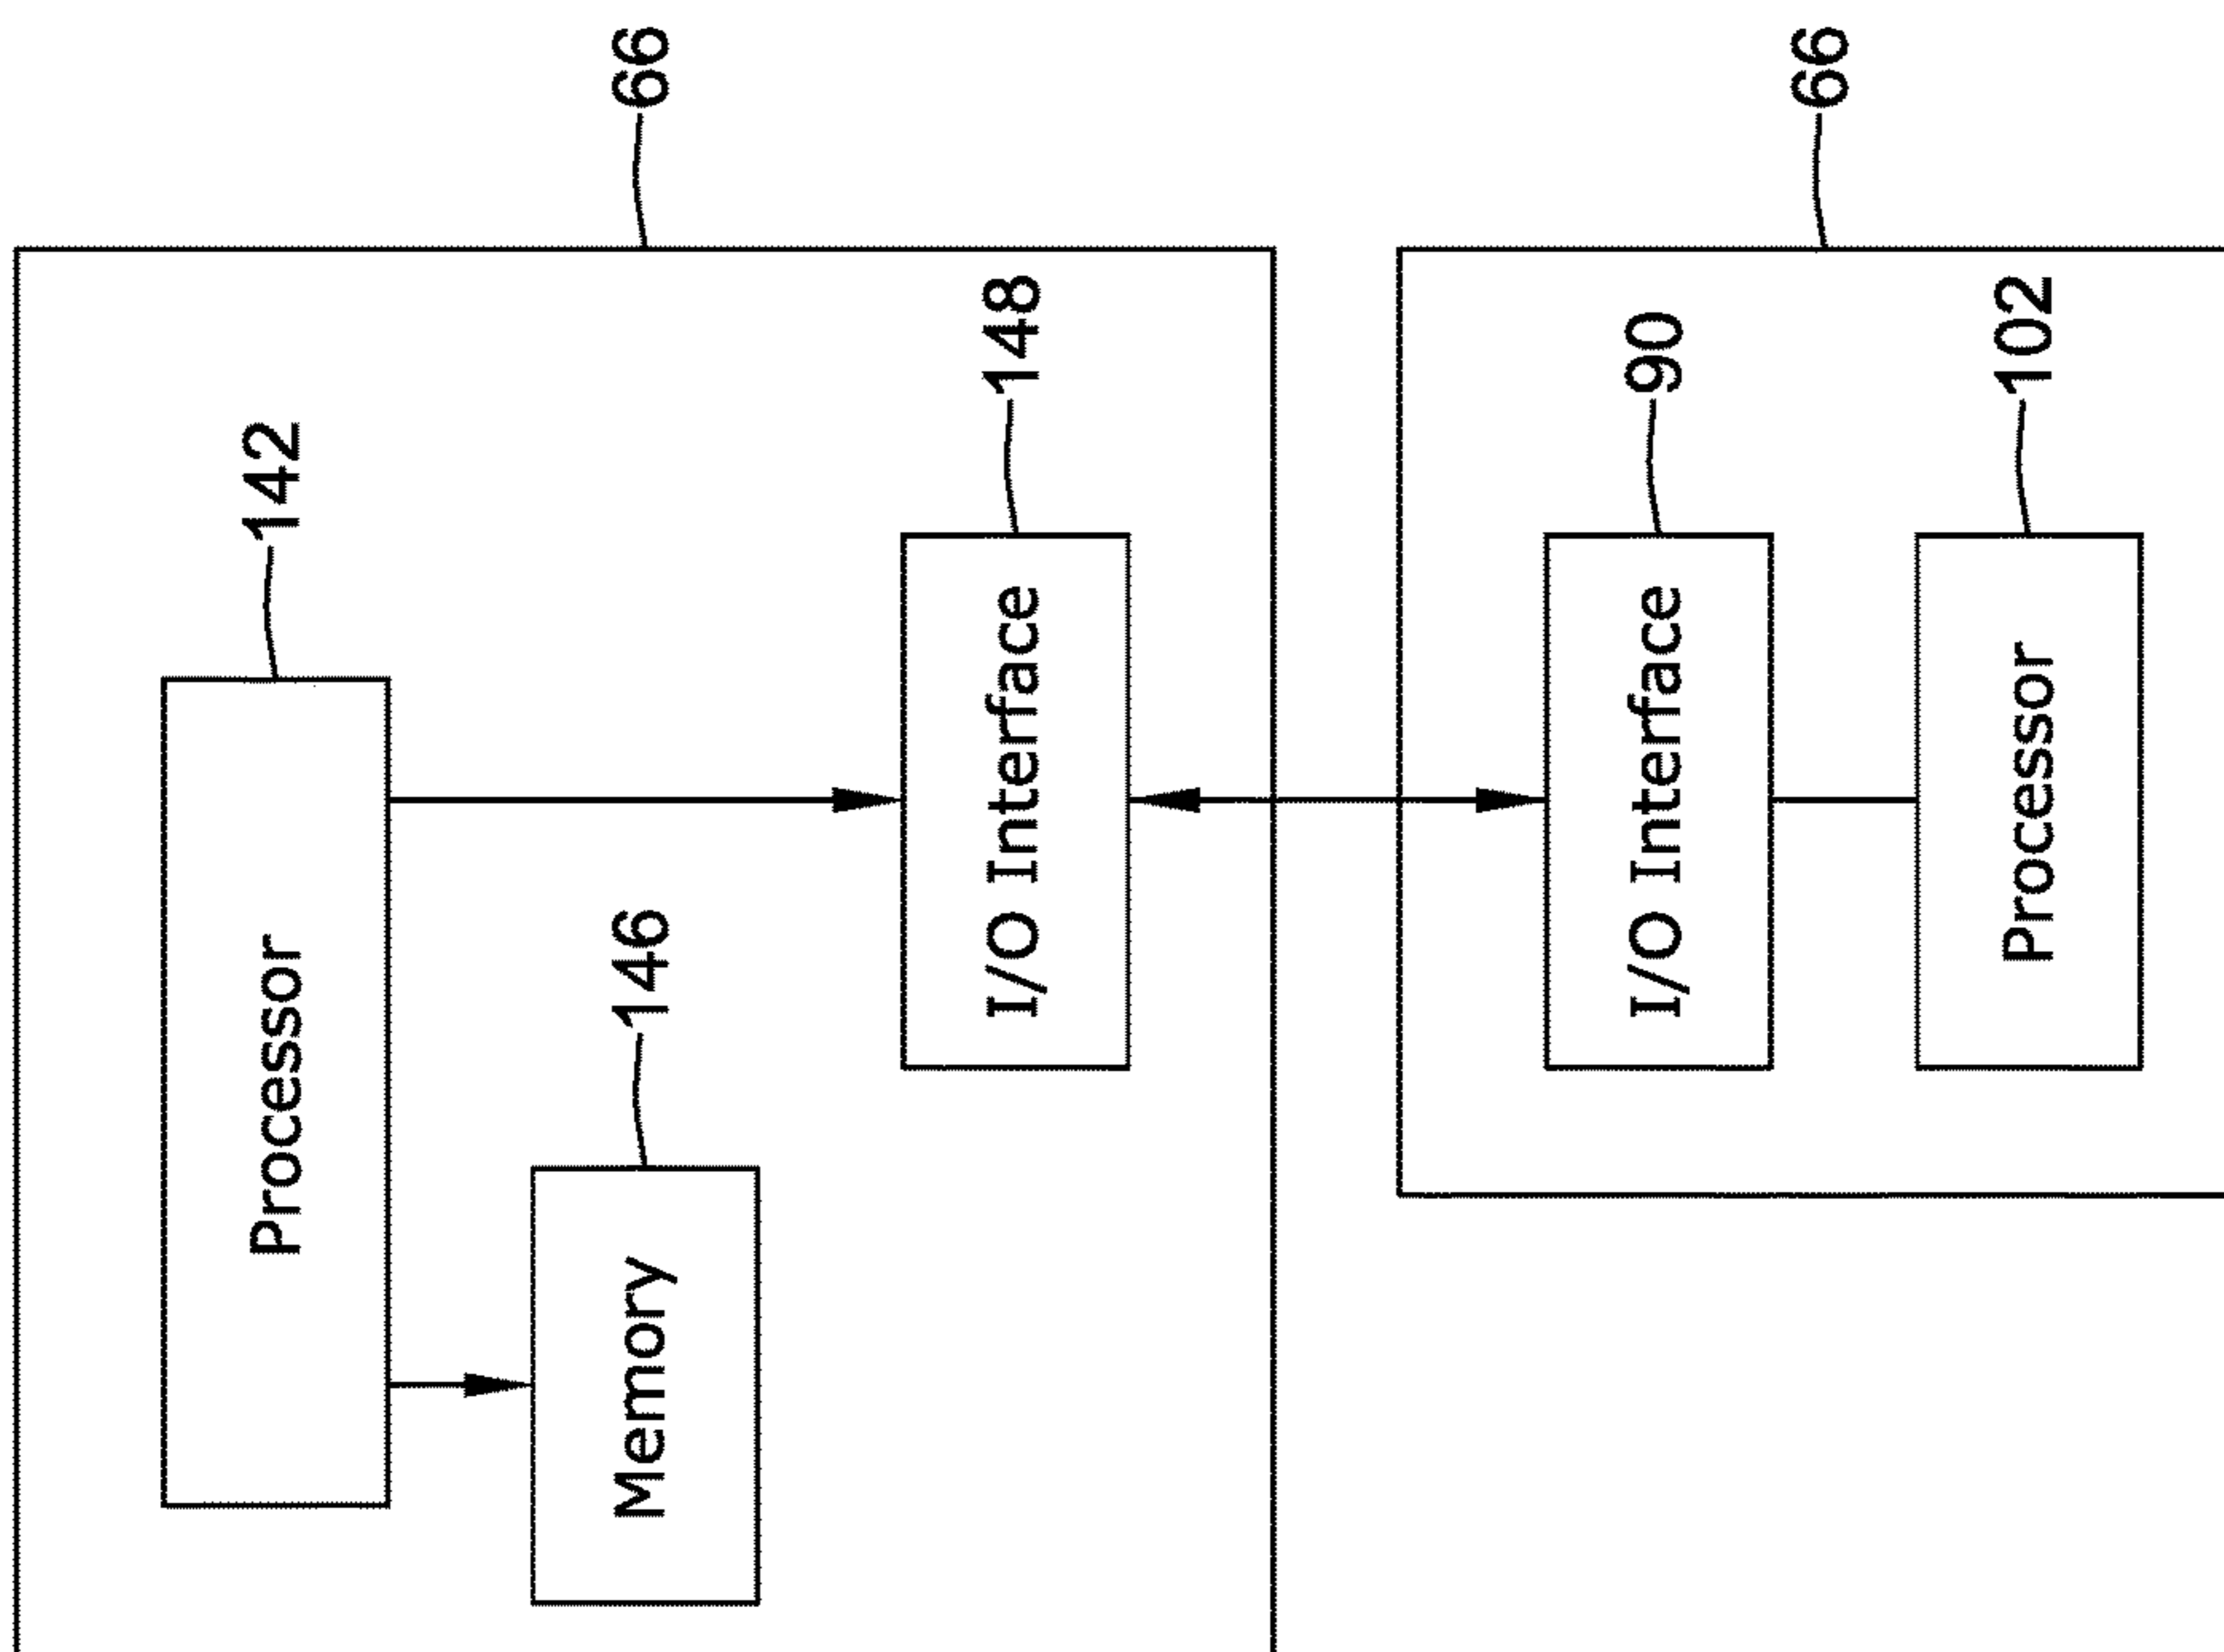 Processor
142
Memory
146
I/O Interface
148
66
I/O Interface
90
Processor
102
66